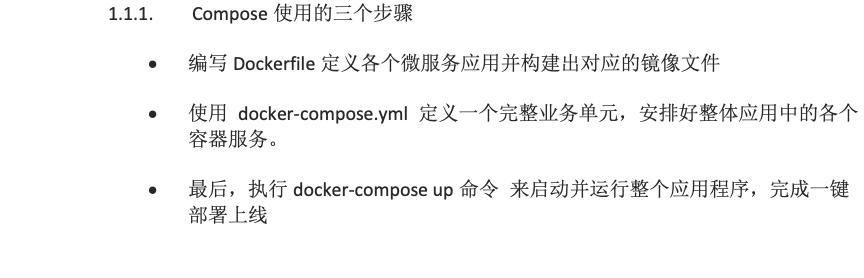 1.1.1. Compose 使用的三个步骤
• 编写 Dockerfile 定义各个微服务应用并构建出对应的镜像文件
• 使用 docker-compose.yml 定义一个完整业务单元，安排好整体应用中的各个
容器服务。
• 最后，执行 docker-compose up 命令 来启动并运行整个应用程序，完成一键
部署上线